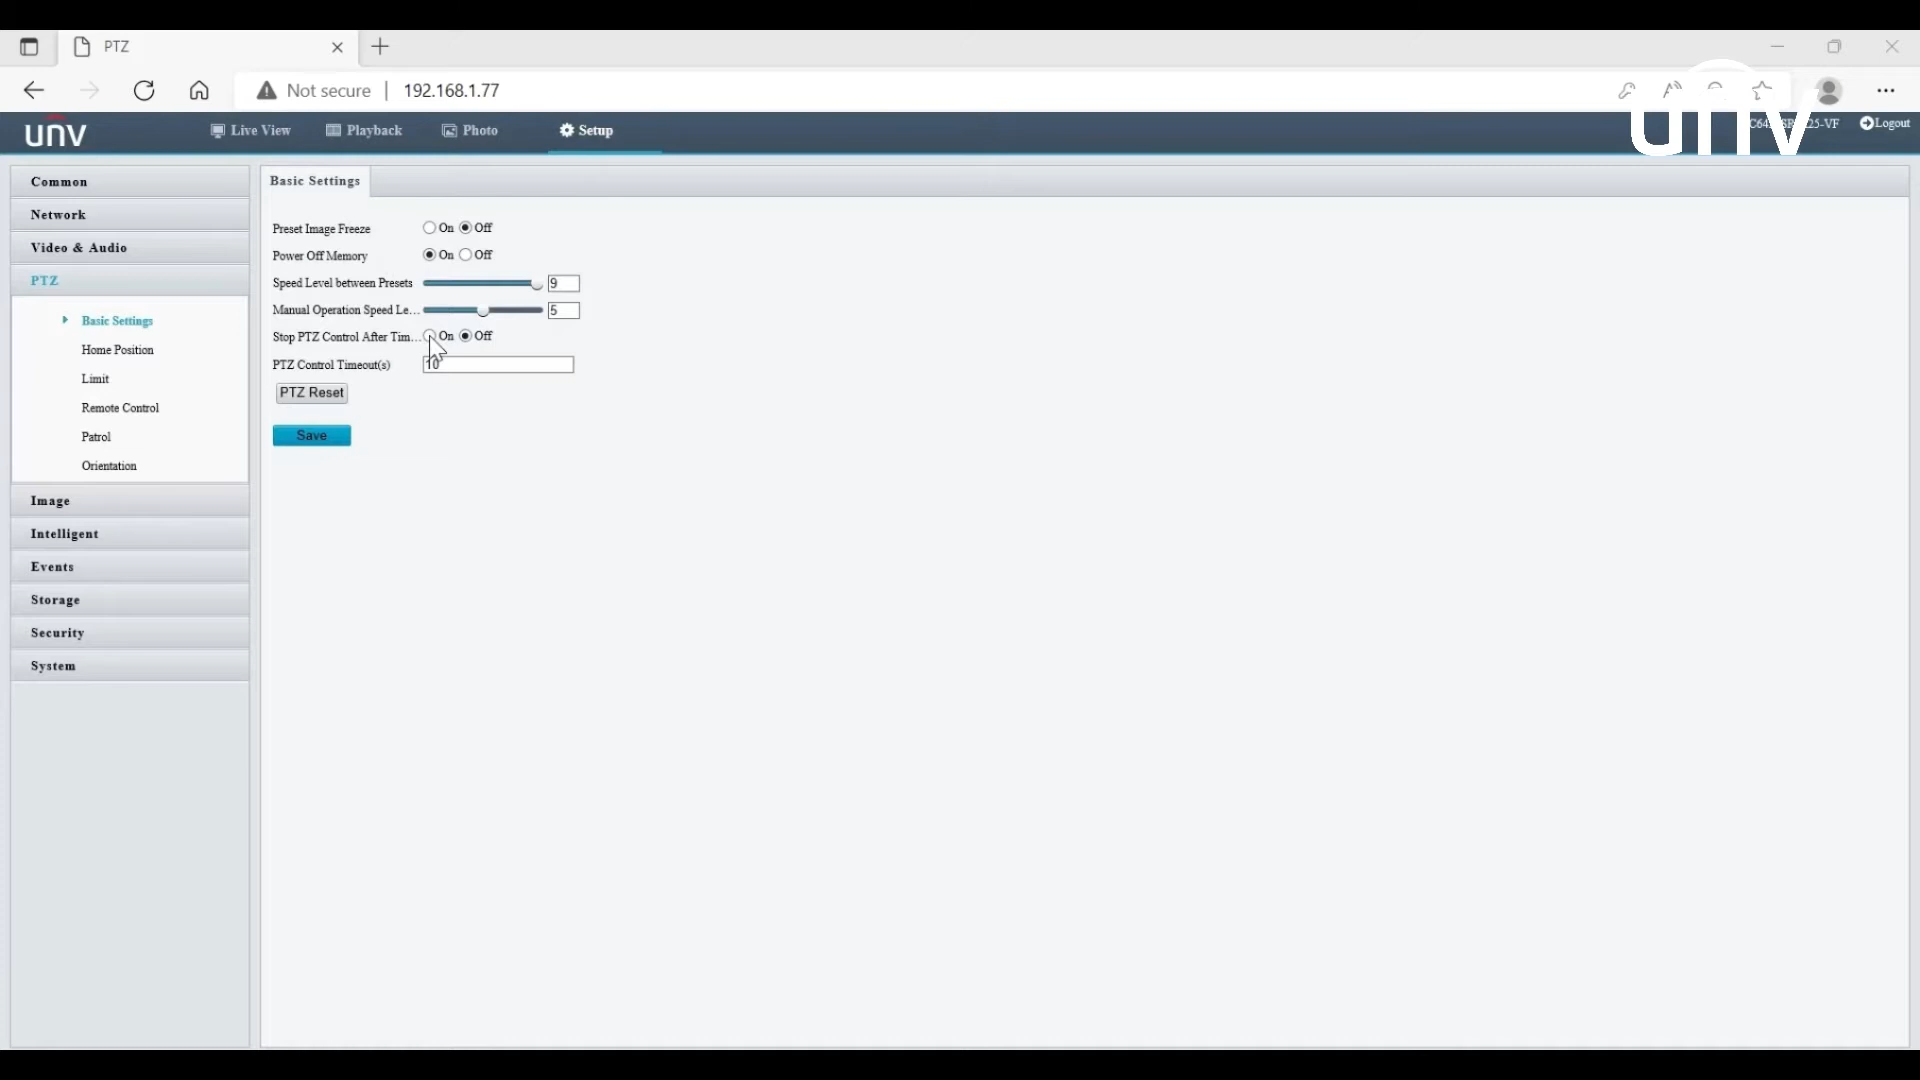 PTZ
Not secure
192.168.1.77
unv
Live View
Playback
Photo
Setup
unv
25-VF
Logout
Common
Network
Video & Audio
PTZ
Basic Settings
Home Position
Limit
Remote Control
Patrol
Orientation
Image
Intelligent
Events
Storage
Security
System
Basic Settings
Preset Image Freeze On Off
Power Off Memory On Off
Speed Level between Presets 9
Manual Operation Speed Le... 5
Stop PTZ Control After Tim... On Off
PTZ Control Timeout(s) 10
PTZ Reset
Save